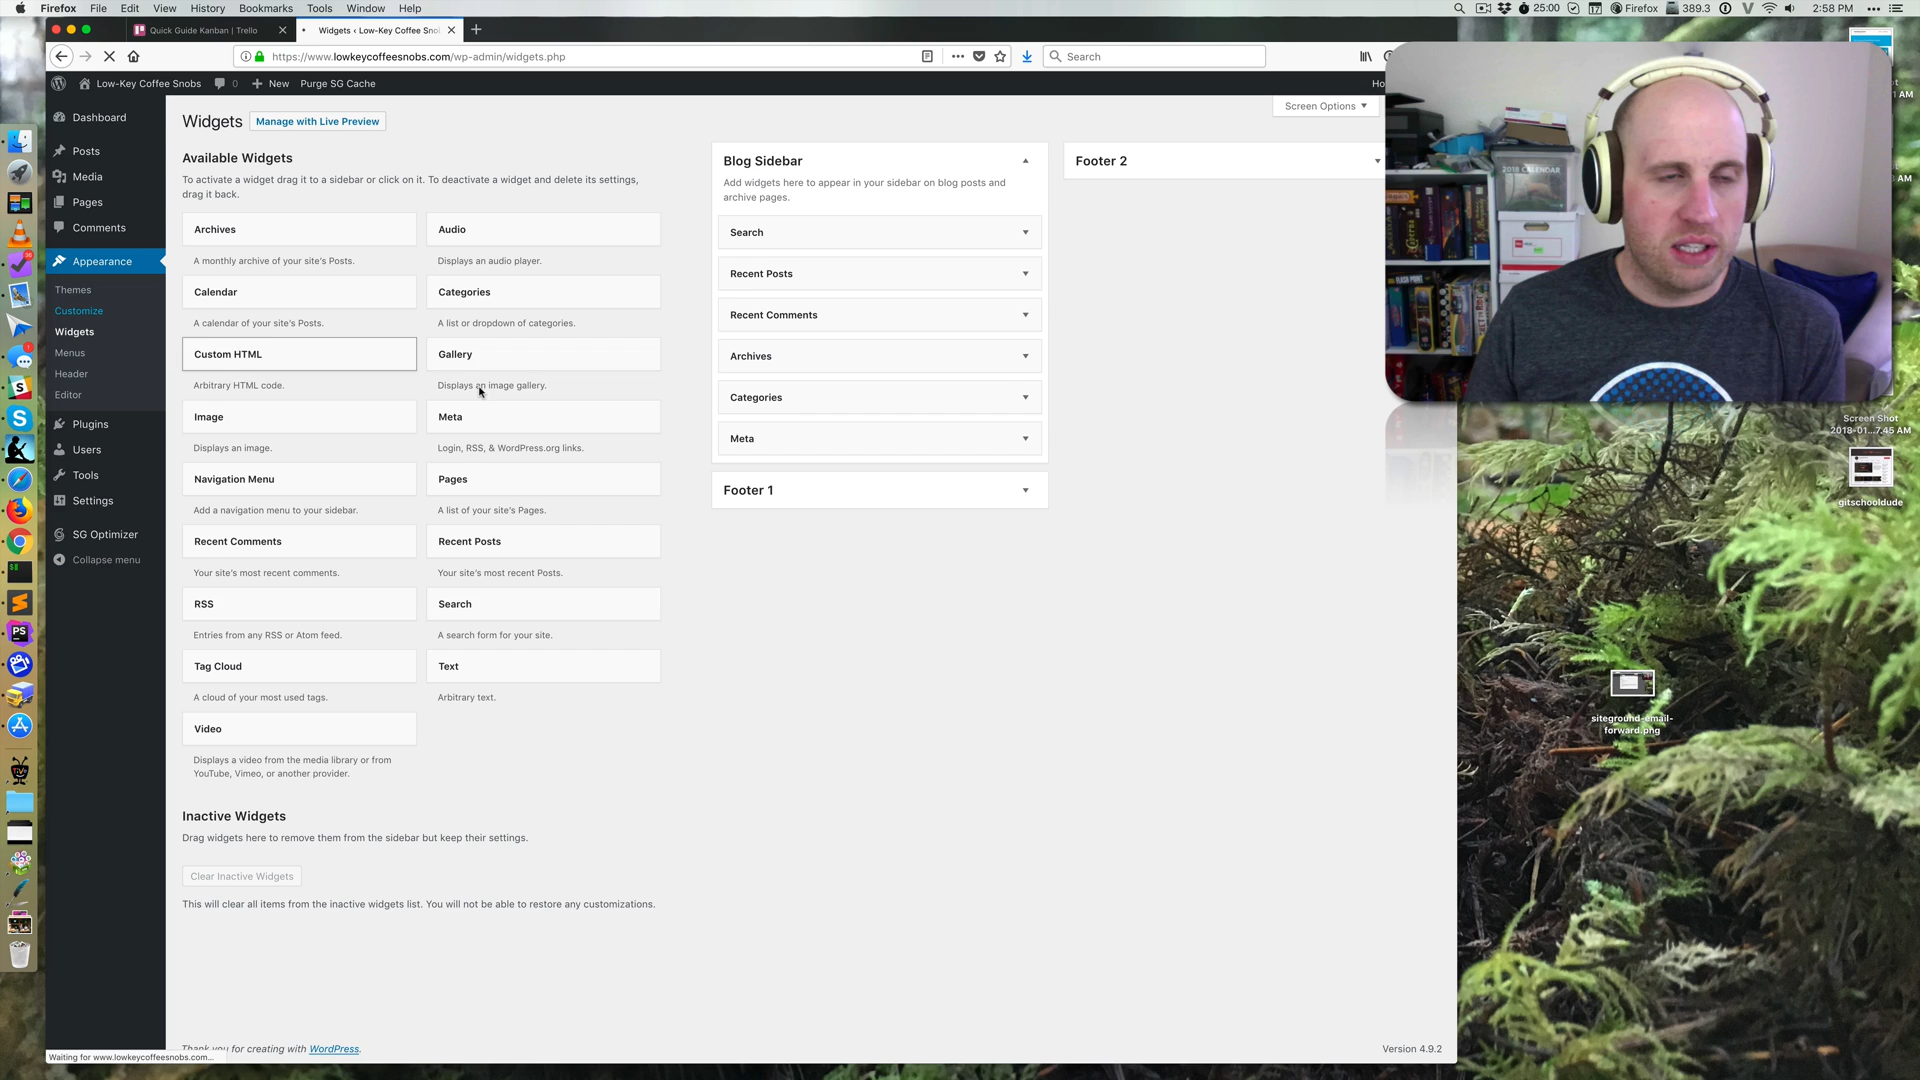 Firefox File Edit View History Bookmarks Tools Window Help
25:00 17 Firefox 389.3 2:58 PM
Quick Guide Kanban | Trello
Widgets ‹ Low-Key Coffee Sno
https://www.lowkeycoffeesnobs.com/wp-admin/widgets.php
Search
Low-Key Coffee Snobs 0 New Purge SG Cache
Ho
Dashboard
Posts
Media
Pages
Comments
Appearance
Themes
Customize
Widgets
Menus
Header
Editor
Plugins
Users
Tools
Settings
SG Optimizer
Collapse menu
Screen Options
Widgets
Manage with Live Preview
Available Widgets
To activate a widget drag it to a sidebar or click on it. To deactivate a widget and delete its settings,
drag it back.
Archives
A monthly archive of your site's Posts.
Audio
Displays an audio player.
Calendar
A calendar of your site's Posts.
Categories
A list or dropdown of categories.
Custom HTML
Arbitrary HTML code.
Gallery
Displays an image gallery.
Image
Displays an image.
Meta
Login, RSS, & WordPress.org links.
Navigation Menu
Add a navigation menu to your sidebar.
Pages
A list of your site's Pages.
Recent Comments
Your site's most recent comments.
Recent Posts
Your site's most recent Posts.
RSS
Entries from any RSS or Atom feed.
Search
A search form for your site.
Tag Cloud
A cloud of your most used tags.
Text
Arbitrary text.
Video
Displays a video from the media library or from
YouTube, Vimeo, or another provider.
Inactive Widgets
Drag widgets here to remove them from the sidebar but keep their settings.
Clear Inactive Widgets
This will clear all items from the inactive widgets list. You will not be able to restore any customizations.
Blog Sidebar
Add widgets here to appear in your sidebar on blog posts and
archive pages.
Search
Recent Posts
Recent Comments
Archives
Categories
Meta
Footer 1
Footer 2
Thank you for creating with WordPress.
Version 4.9.2
Waiting for www.lowkeycoffeesnobs.com...
2018 CALENDAR
Screen Shot
2018-01...7.45 AM
gitschooldude
siteground-email-
forward.png